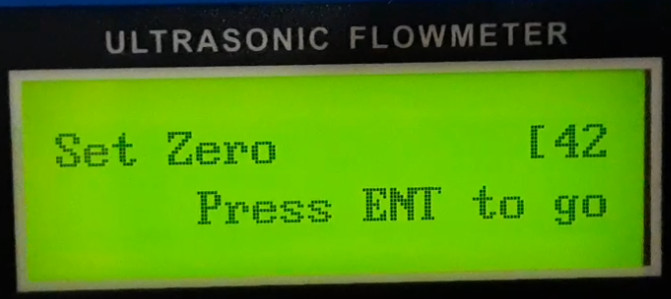 ULTRASONIC FLOWMETER
Set Zero [42
Press ENT to go